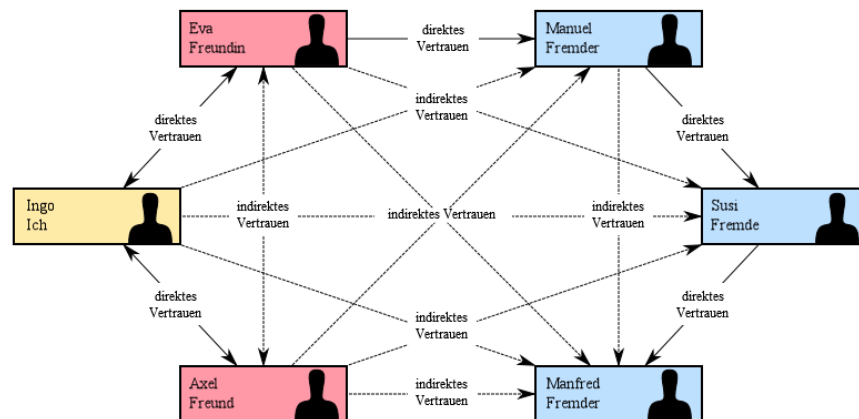 Eva
Freundin
direktes
Vertrauen
Manuel
Fremder
indirektes
Vertrauen
direktes
Vertrauen
direktes
Vertrauen
Ingo
Ich
indirektes
Vertrauen
indirektes Vertrauen
indirektes
Vertrauen
Susi
Fremde
direktes
Vertrauen
indirektes
Vertrauen
direktes
Vertrauen
Axel
Freund
indirektes
Vertrauen
Manfred
Fremder